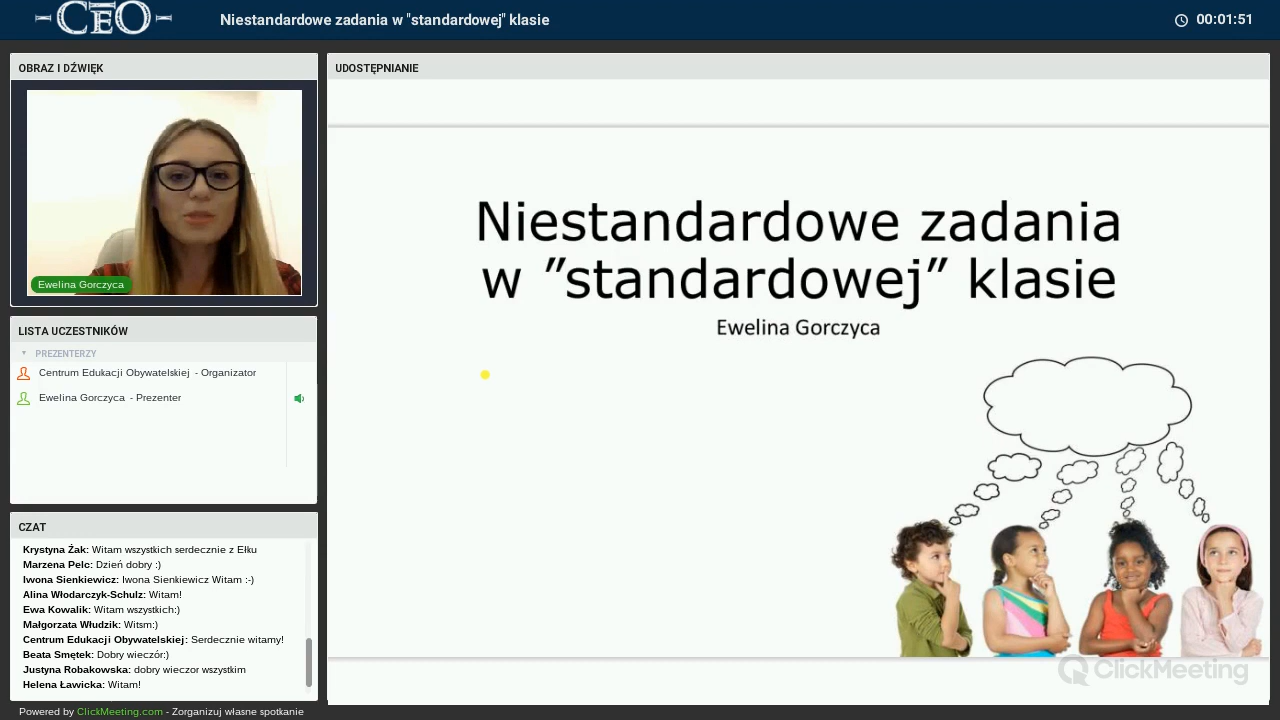 CEO
Niestandardowe zadania w "standardowej" klasie
00:01:51
OBRAZ I DŹWIĘK
Ewelina Gorczyca
LISTA UCZESTNIKÓW
PREZENTERZY
Centrum Edukacji Obywatelskiej - Organizator
Ewelina Gorczyca - Prezenter
CZAT
Krystyna Żak: Witam wszystkich serdecznie z Ełku
Marzena Pelc: Dzień dobry :)
Iwona Sienkiewicz: Iwona Sienkiewicz Witam :-)
Alina Włodarczyk-Schulz: Witam!
Ewa Kowalik: Witam wszystkich:)
Małgorzata Włudzik: Witsm:)
Centrum Edukacji Obywatelskiej: Serdecznie witamy!
Beata Smętek: Dobry wieczór:)
Justyna Robakowska: dobry wieczor wszystkim
Helena Ławicka: Witam!
Powered by ClickMeeting.com - Zorganizuj własne spotkanie
UDOSTĘPNIANIE
Niestandardowe zadania
w ”standardowej” klasie
Ewelina Gorczyca
ClickMeeting